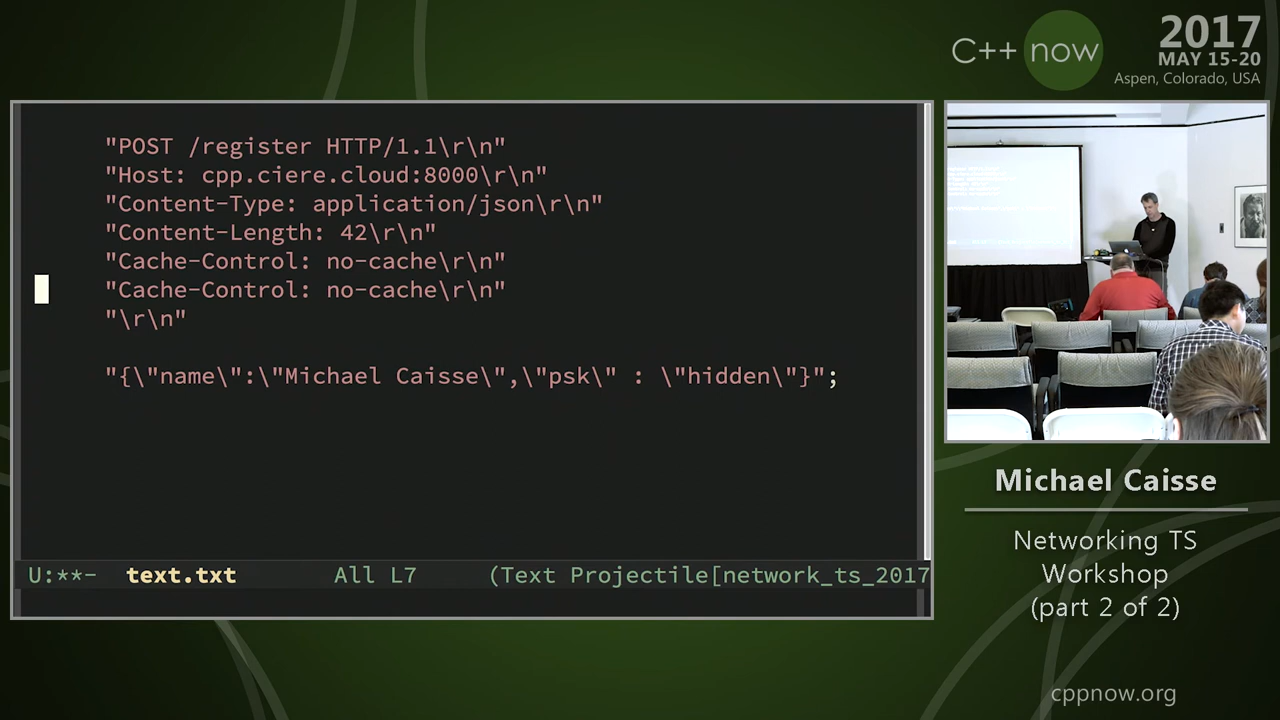 C++ now
2017
MAY 15-20
Aspen, Colorado, USA
"POST /register HTTP/1.1\r\n"
"Host: cpp.ciere.cloud:8000\r\n"
"Content-Type: application/json\r\n"
"Content-Length: 42\r\n"
"Cache-Control: no-cache\r\n"
"Cache-Control: no-cache\r\n"
"\r\n"
"{\"name\":\"Michael Caisse\",\"psk\" : \"hidden\"}";
U:**- text.txt All L7 (Text Projectile[network_ts_2017
Michael Caisse
Networking TS
Workshop
(part 2 of 2)
cppnow.org